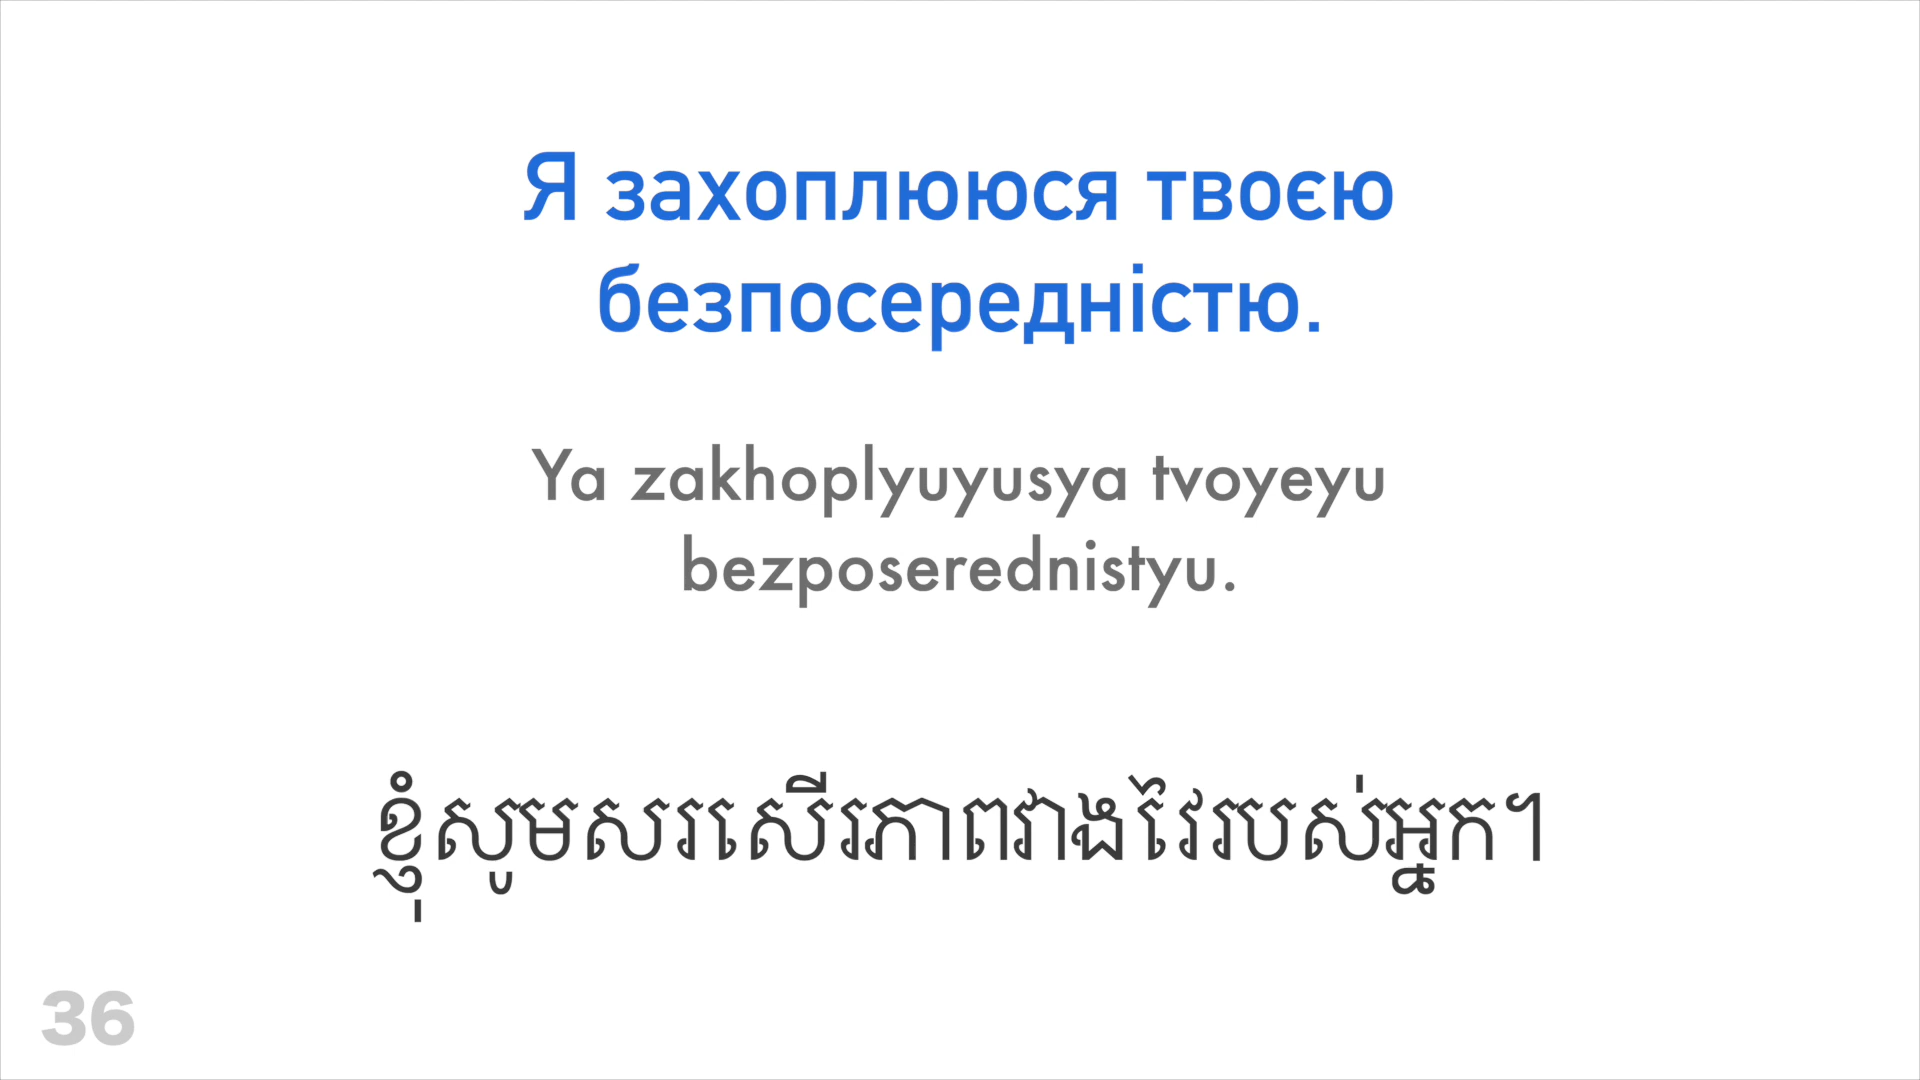 Я захоплююся твоєю
безпосередністю.
Ya zakhoplyuyusya tvoyeyu
bezposerednistyu.
ខ្ញុំសូមសរសើរភាពវាងវៃរបស់អ្នក។
36